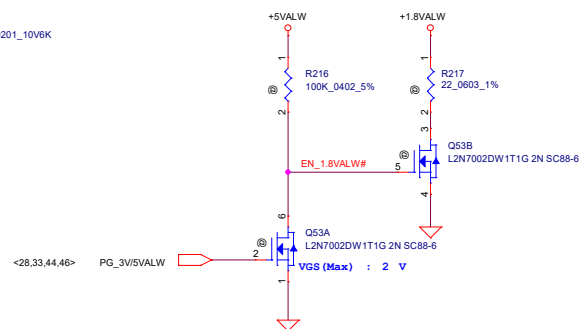 +5VALW
+1.8VALW
0201_10V6K
1
1
R216
100K_0402_5%
R217
22_0603_1%
@
@
2
2
3
Q53B
L2N7002DW1T1G 2N SC88-6
@
EN_1.8VALW#
5
4
6
Q53A
L2N7002DW1T1G 2N SC88-6
@
<28,33,44,46>
PG_3V/5VALW
2
VGS(Max) : 2 V
1